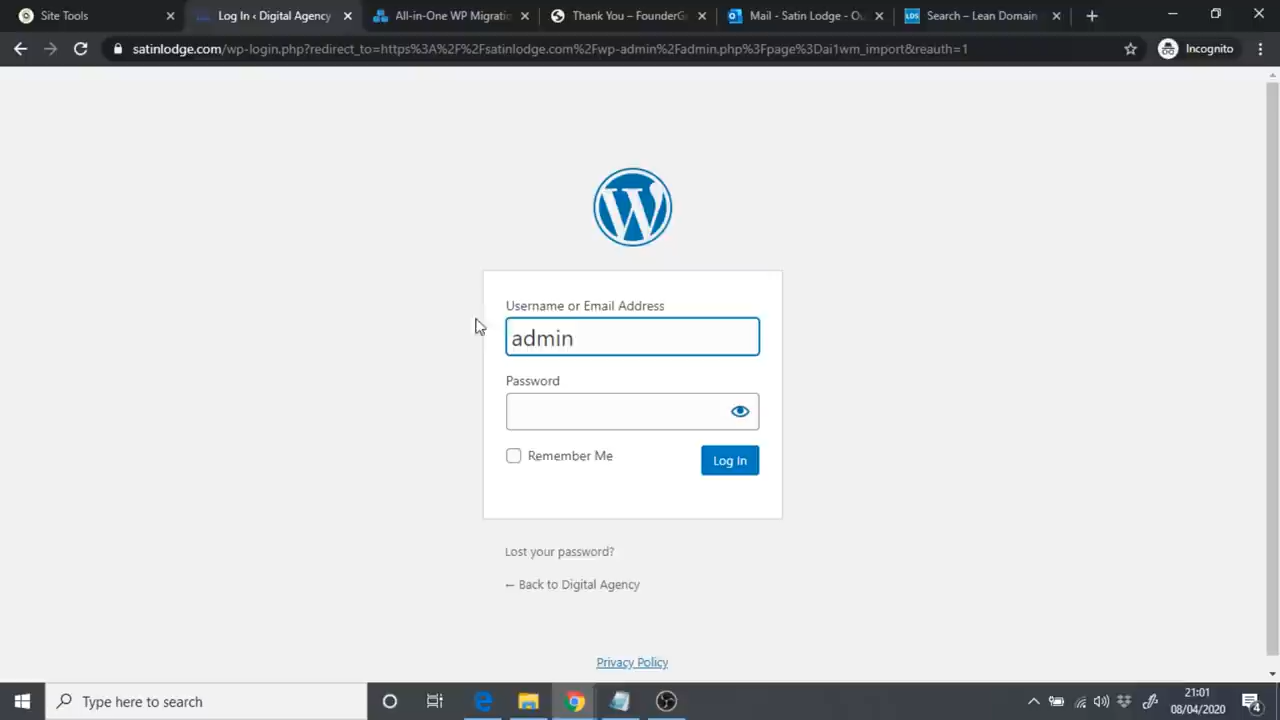 Site Tools
Log In ‹ Digital Agency
All-in-One WP Migratio
Thank You – FounderG
Mail - Satin Lodge - Ou
Search – Lean Domain
satinlodge.com/wp-login.php?redirect_to=https%3A%2F%2Fsatinlodge.com%2Fwp-admin%2Fadmin.php%3Fpage%3Dai1wm_import&reauth=1
Incognito
Username or Email Address
admin
Password
Remember Me
Log In
Lost your password?
← Back to Digital Agency
Privacy Policy
Type here to search
21:01
08/04/2020
4